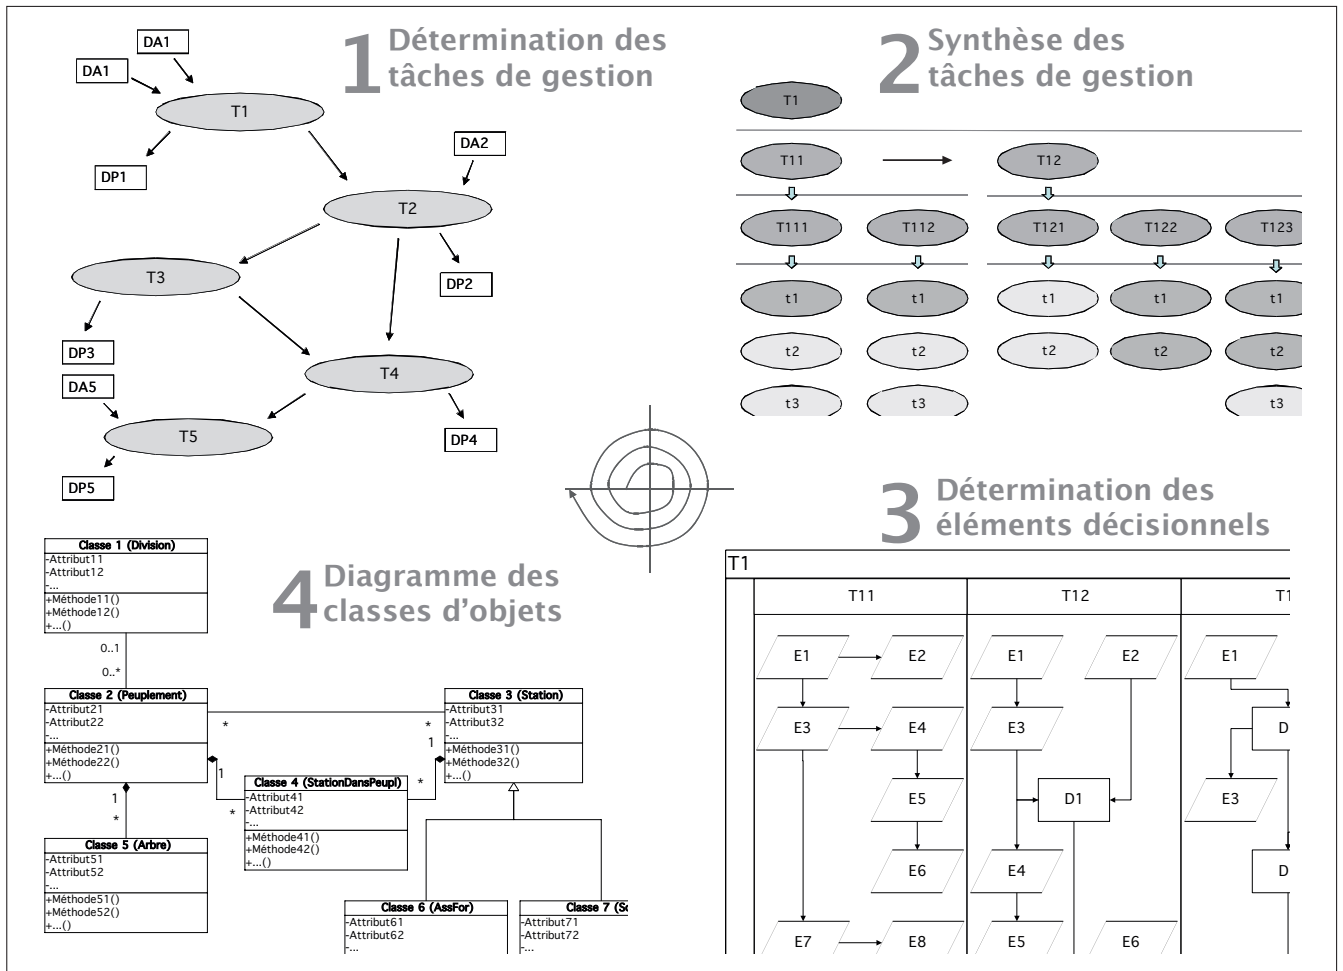 1 Détermination des
tâches de gestion
DA1
DA1
T1
DP1
DA2
T2
T3
DP2
DP3
DA5
T4
T5
DP4
DP5
2 Synthèse des
tâches de gestion
T1
T11
T12
T111
T112
T121
T122
T123
t1
t1
t1
t1
t1
t2
t2
t2
t2
t2
t3
t3
t3
3 Détermination des
éléments décisionnels
T1
T11
T12
E1
E2
E1
E2
E1
E3
E4
E3
D
E5
D1
E3
E6
E4
D
E7
E8
E5
E6
4 Diagramme des
classes d'objets
Classe 1 (Division)
-Attribut11
-Attribut12
-...
+Méthode11()
+Méthode12()
+...()
0..1
0..*
Classe 2 (Peuplement)
-Attribut21
-Attribut22
-...
+Méthode21()
+Méthode22()
+...()
*
*
1
Classe 3 (Station)
-Attribut31
-Attribut32
-...
+Méthode31()
+Méthode32()
+...()
1
*
*
Classe 4 (StationDansPeupl)
-Attribut41
-Attribut42
-...
+Méthode41()
+Méthode42()
+...()
1
*
Classe 5 (Arbre)
-Attribut51
-Attribut52
-...
+Méthode51()
+Méthode52()
+...()
Classe 6 (AssFor)
-Attribut61
-Attribut62
-...
Classe 7
-Attribut71
-Attribut72
-...